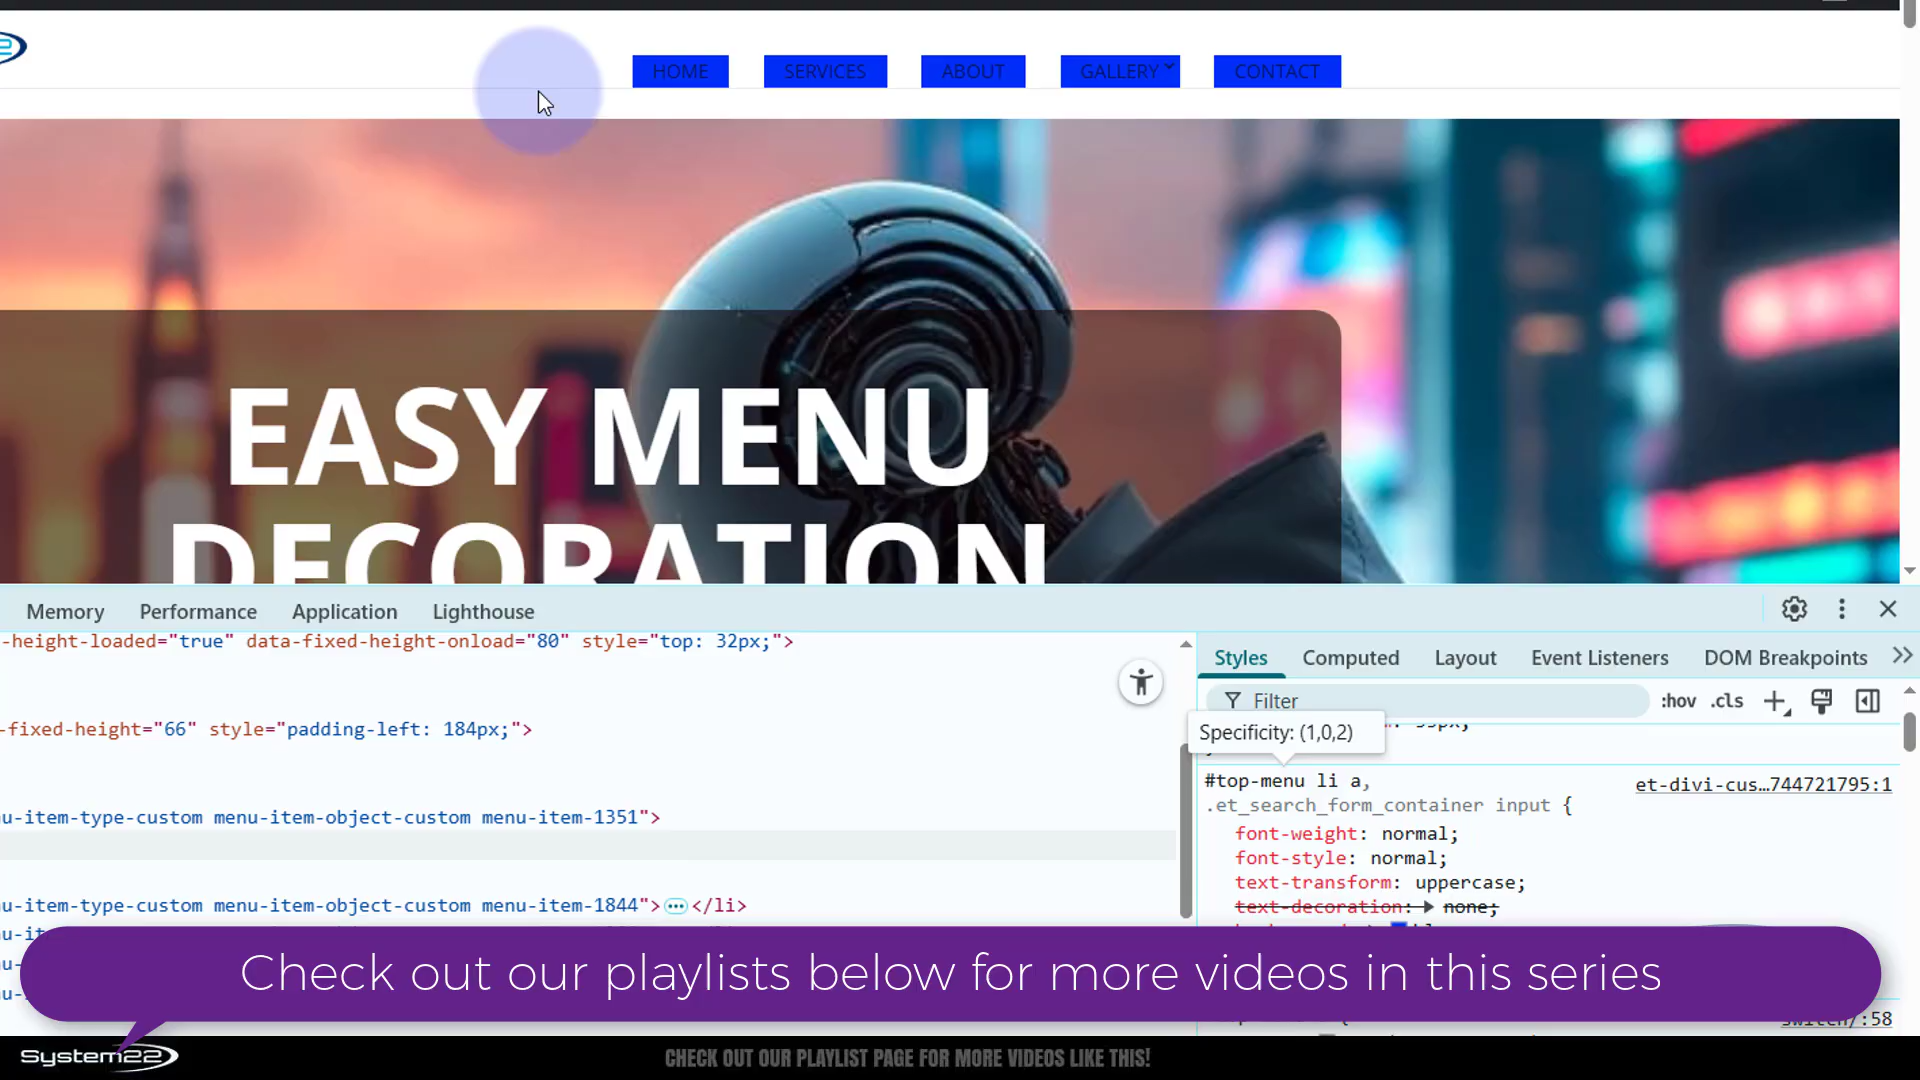 HOME SERVICES ABOUT GALLERY CONTACT
EASY MENU
DECORATION
Memory Performance Application Lighthouse
-height-loaded="true" data-fixed-height-onload="80" style="top: 32px;">
-fixed-height="66" style="padding-left: 184px;">
u-item-type-custom menu-item-object-custom menu-item-1351">
u-item-type-custom menu-item-object-custom menu-item-1844">···</li>
Styles Computed Layout Event Listeners DOM Breakpoints
Filter :hov .cls
Specificity: (1,0,2)
#top-menu li a, et-divi-cus…744721795:1
.et_search_form_container input {
font-weight: normal;
font-style: normal;
text-transform: uppercase;
text-decoration: none;
Check out our playlists below for more videos in this series
:58
System22
CHECK OUT OUR PLAYLIST PAGE FOR MORE VIDEOS LIKE THIS!